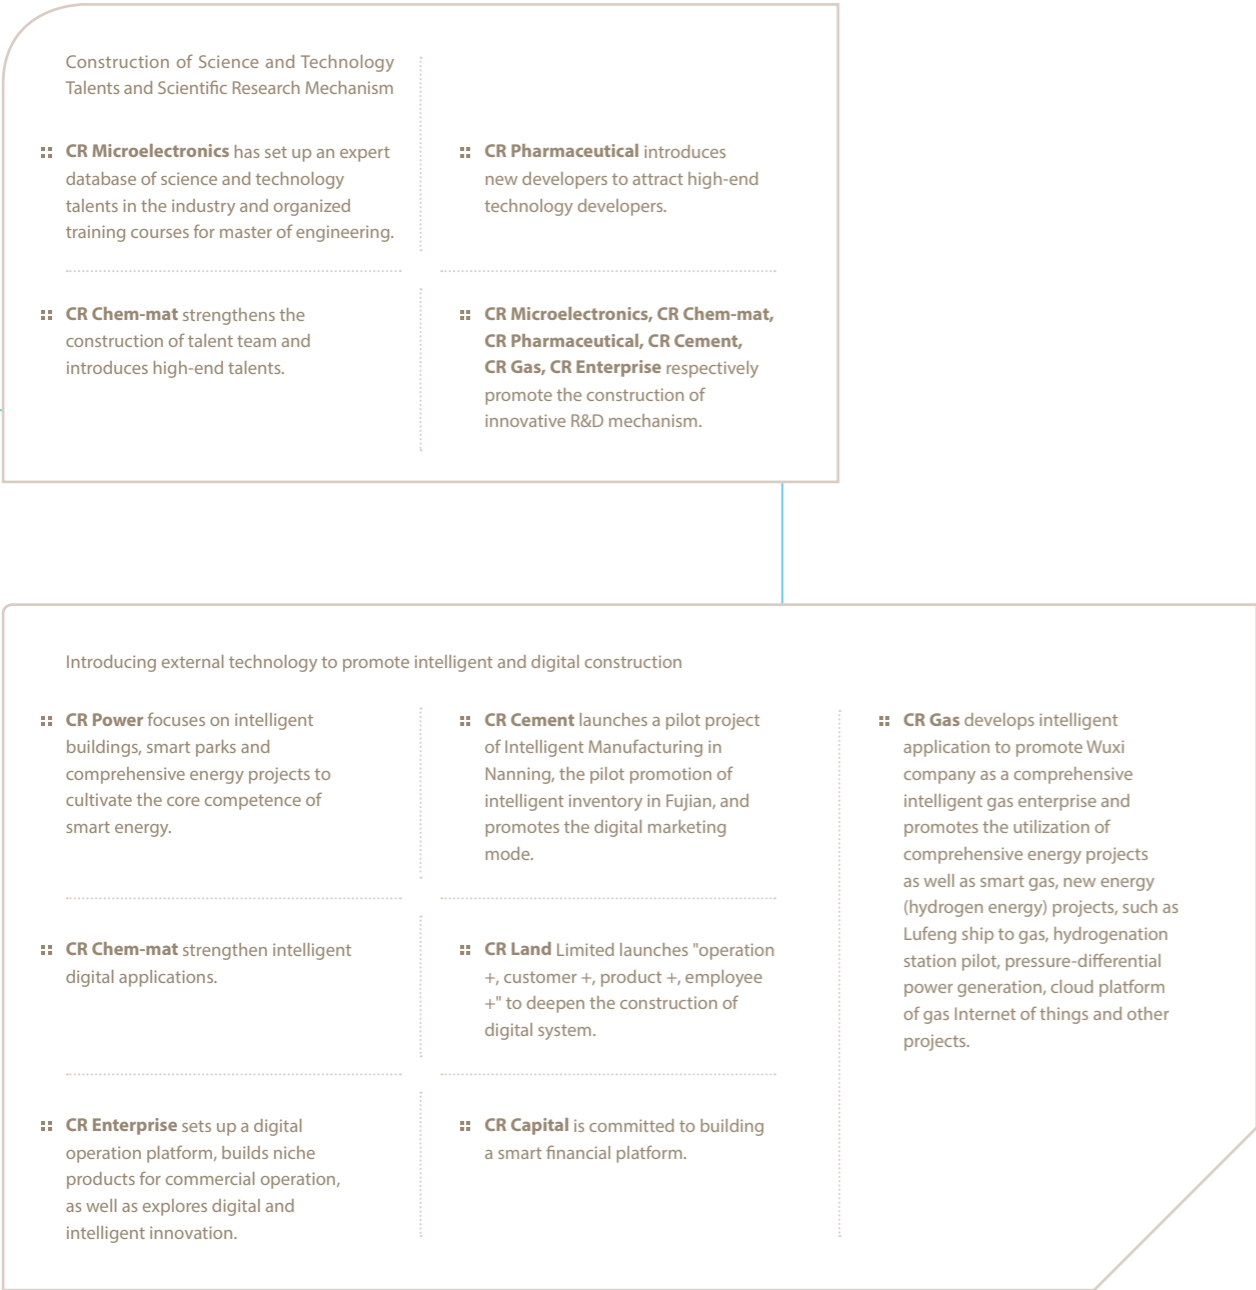 Construction of Science and Technology
Talents and Scientific Research Mechanism
CR Microelectronics has set up an expert
database of science and technology
talents in the industry and organized
training courses for master of engineering.
CR Pharmaceutical introduces
new developers to attract high-end
technology developers.
CR Chem-mat strengthens the
construction of talent team and
introduces high-end talents.
CR Microelectronics, CR Chem-mat,
CR Pharmaceutical, CR Cement,
CR Gas, CR Enterprise respectively
promote the construction of
innovative R&D mechanism.
Introducing external technology to promote intelligent and digital construction
CR Power focuses on intelligent
buildings, smart parks and
comprehensive energy projects to
cultivate the core competence of
smart energy.
CR Cement launches a pilot project
of Intelligent Manufacturing in
Nanning, the pilot promotion of
intelligent inventory in Fujian, and
promotes the digital marketing
mode.
CR Gas develops intelligent
application to promote Wuxi
company as a comprehensive
intelligent gas enterprise and
promotes the utilization of
comprehensive energy projects
as well as smart gas, new energy
(hydrogen energy) projects, such as
Lufeng ship to gas, hydrogenation
station pilot, pressure-differential
power generation, cloud platform
of gas Internet of things and other
projects.
CR Chem-mat strengthen intelligent
digital applications.
CR Land Limited launches "operation
+, customer +, product +, employee
+" to deepen the construction of
digital system.
CR Enterprise sets up a digital
operation platform, builds niche
products for commercial operation,
as well as explores digital and
intelligent innovation.
CR Capital is committed to building
a smart financial platform.